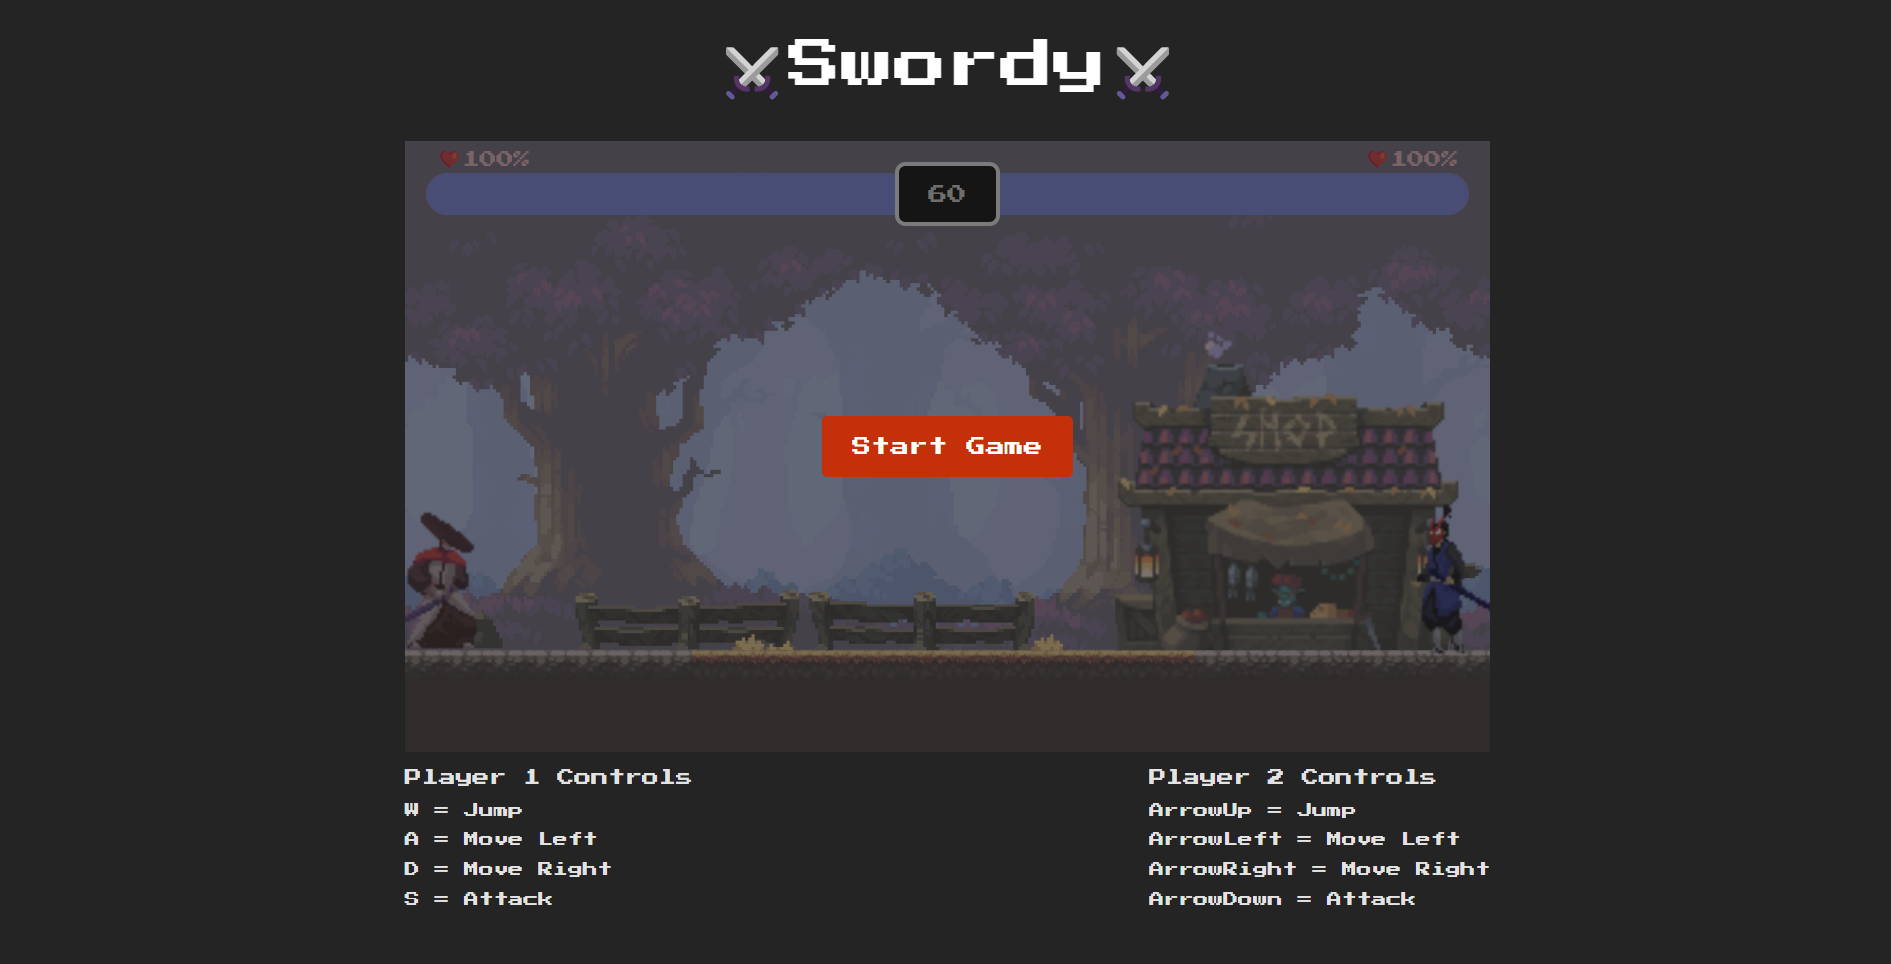 ⚔Swordy⚔
❤100%
60
❤100%
SHOP
Start Game
Player 1 Controls
W = Jump
A = Move Left
D = Move Right
S = Attack
Player 2 Controls
ArrowUp = Jump
ArrowLeft = Move Left
ArrowRight = Move Right
ArrowDown = Attack